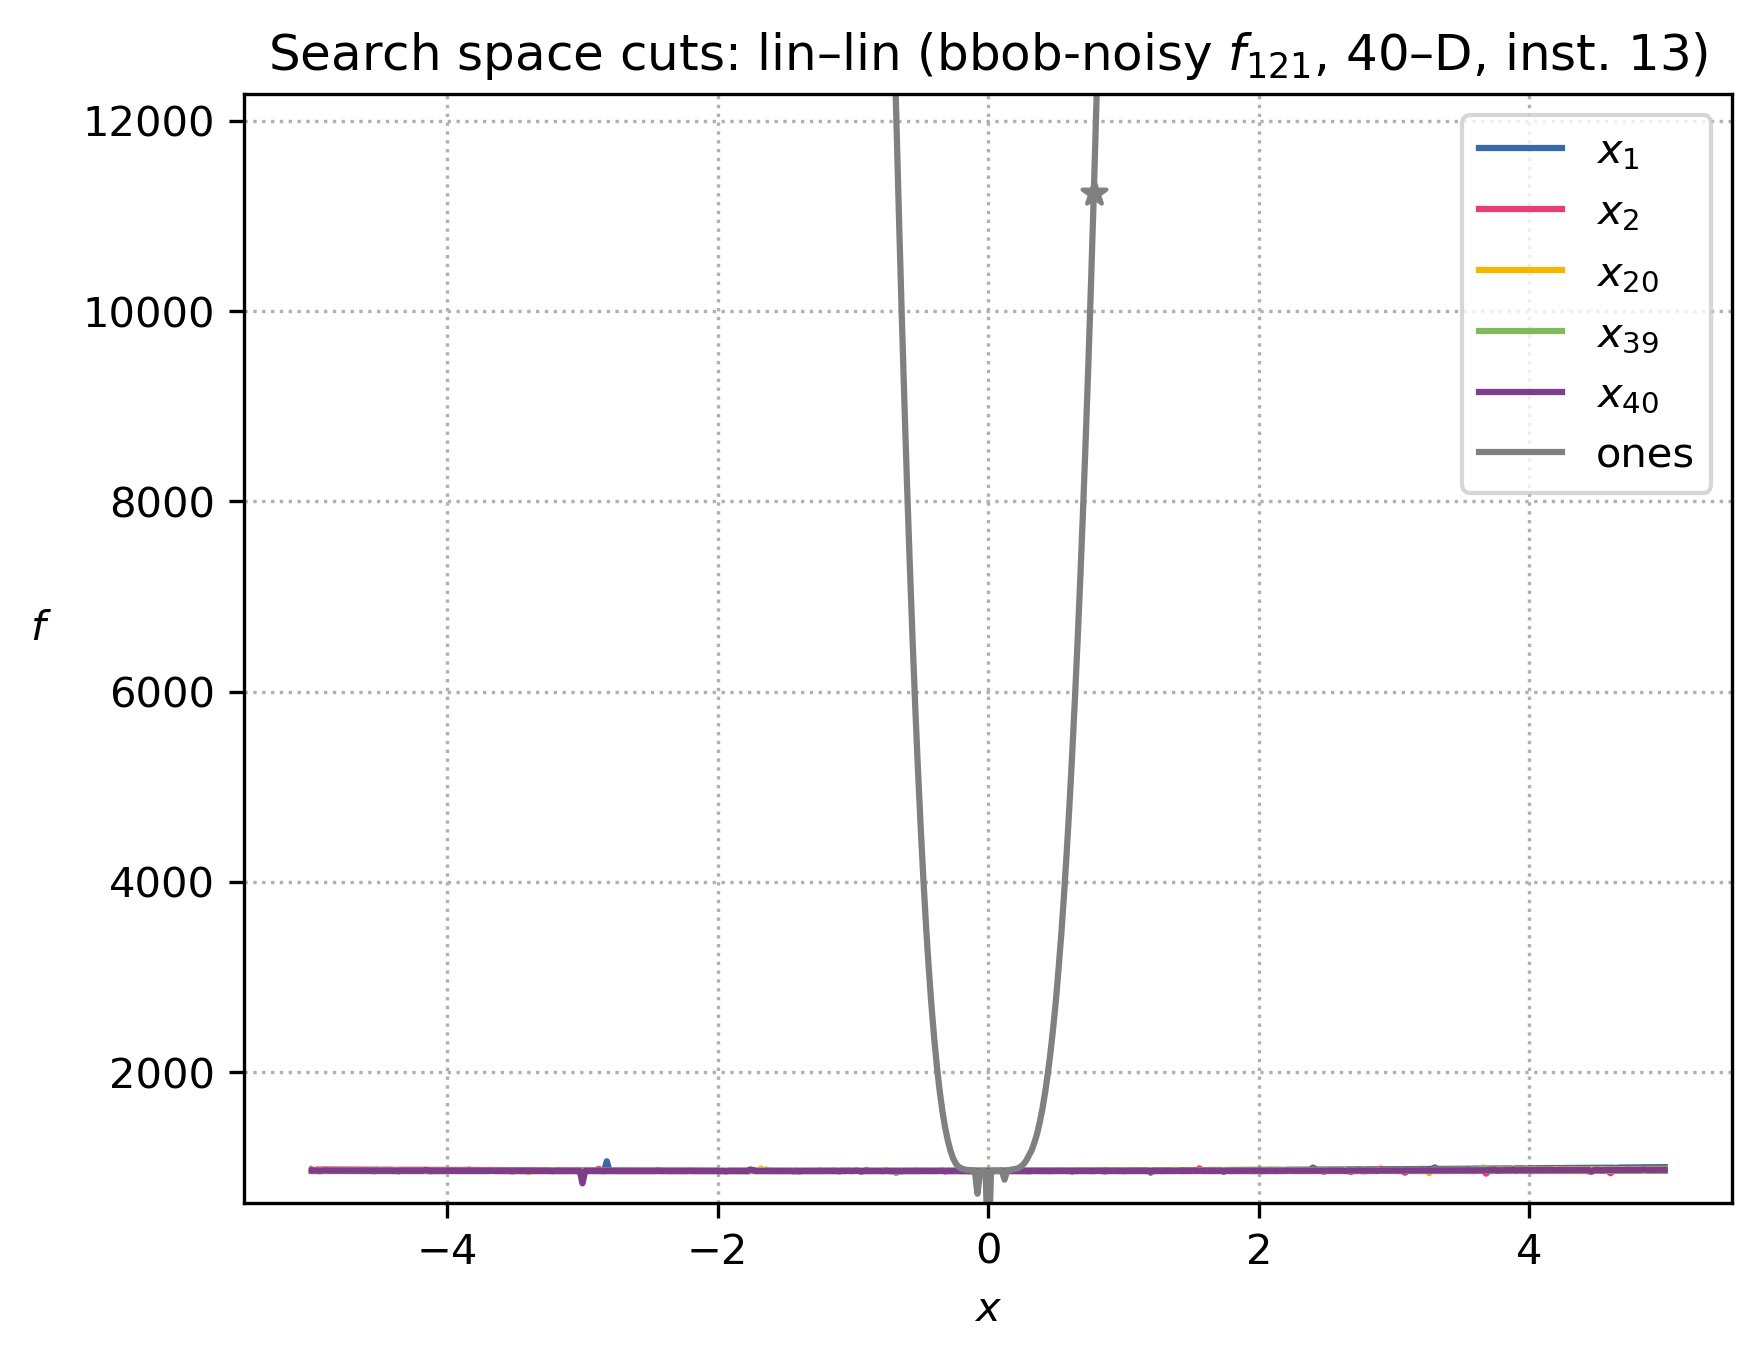 Search space cuts: lin–lin (bbob-noisy f₁₂₁, 40–D, inst. 13)
12000
10000
8000
6000
4000
2000
f
x₁
x₂
x₂₀
x₃₉
x₄₀
ones
−4
−2
0
2
4
x